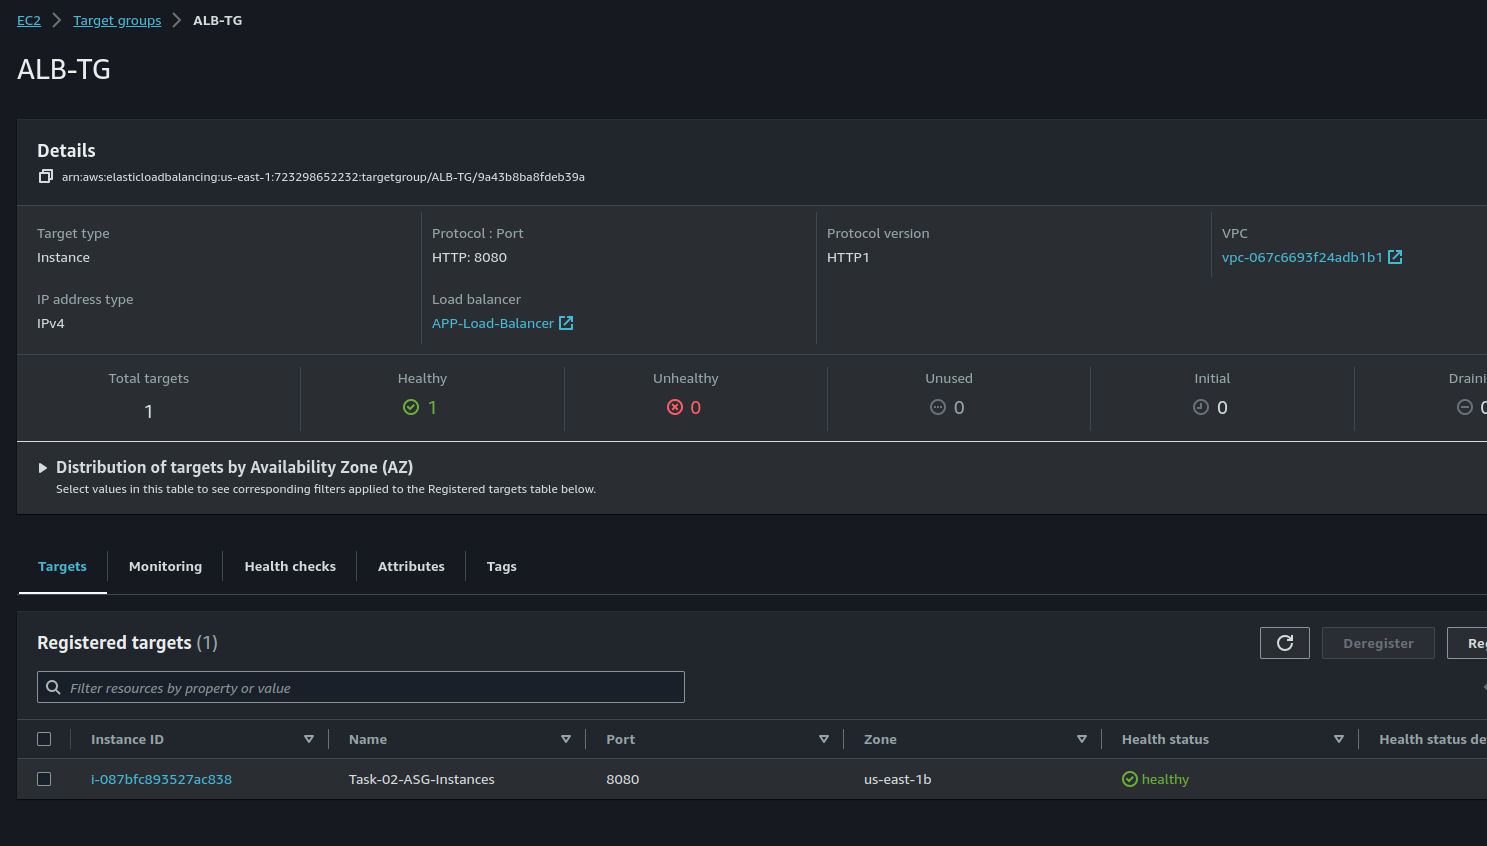 EC2 Target groups ALB-TG
ALB-TG
Details
arn:aws:elasticloadbalancing:us-east-1:723298652232:targetgroup/ALB-TG/9a43b8ba8fdeb39a
Target type Protocol : Port Protocol version VPC
Instance HTTP: 8080 HTTP1 vpc-067c6693f24adb1b1
IP address type Load balancer
IPv4 APP-Load-Balancer
Total targets Healthy Unhealthy Unused Initial Draini
1 1 0 0 0 0
Distribution of targets by Availability Zone (AZ)
Select values in this table to see corresponding filters applied to the Registered targets table below.
Targets Monitoring Health checks Attributes Tags
Registered targets (1) Deregister Re
Filter resources by property or value
Instance ID Name Port Zone Health status Health status de
i-087bfc893527ac838 Task-02-ASG-Instances 8080 us-east-1b healthy